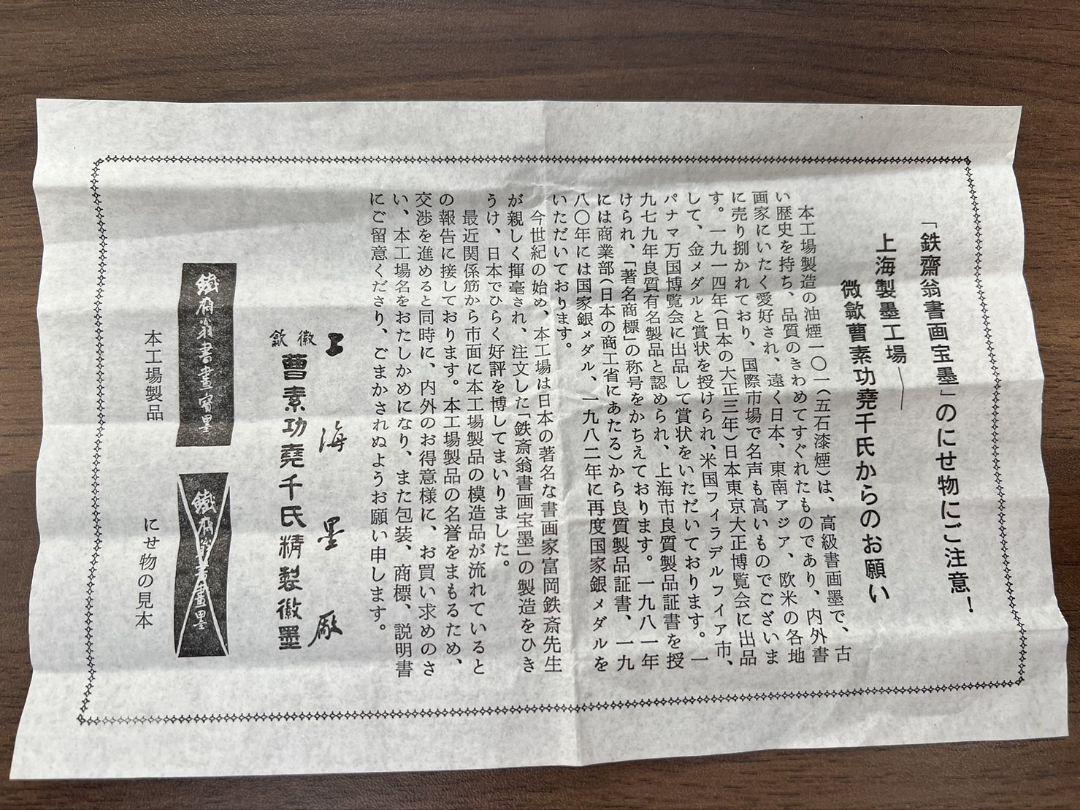 「鉄齋翁書画宝墨」のにせ物にご注意！
上海製墨工場——
微歙曹素功堯千氏からのお願い
本工場製造の油煙一〇一(五石漆煙)は、高級書画墨で、古
い歴史を持ち、品質のきわめてすぐれたものであり、内外書
画家にいたく愛好され、遠く日本、東南アジア、欧米の各地
に売り捌かれており、国際市場で名声も高いものでございま
す。一九一四年(日本の大正三年)日本東京大正博覧会に出品
して、金メダルと賞状を授けられ、米国フィラデルフイア市、
パナマ万国博覧会に出品して賞状をいただいております。一
九七九年良質有名製品と認められ、上海市良質製品証書を授
けられ、「著名商標」の称号をかちえております。一九八一年
には商業部(日本の商工省にあたる)から良質製品証書、一九
八〇年には国家銀メダル、一九八二年に再度国家銀メダルを
いただいております。
今世紀の始め、本工場は日本の著名な書画家富岡鉄斎先生
が親しく揮毫され、注文した「鉄斎翁書画宝墨」の製造をひき
うけ、日本でひろく好評を博してまいりました。
最近関係筋から市面に本工場製品の模造品が流れていると
の報告に接しております。本工場製品の名誉をまもるため、
交渉を進めると同時に、内外のお得意様に、お買い求めのさ
い、本工場名をおたしかめになり、また包装、商標、説明書
にご留意くださり、ごまかされぬようお願い申します。
上海墨厰
徽歙曹素功堯千氏精製徽墨
鐵齋翁書畫寶墨
本工場製品
鐵齋翁書畫墨
にせ物の見本